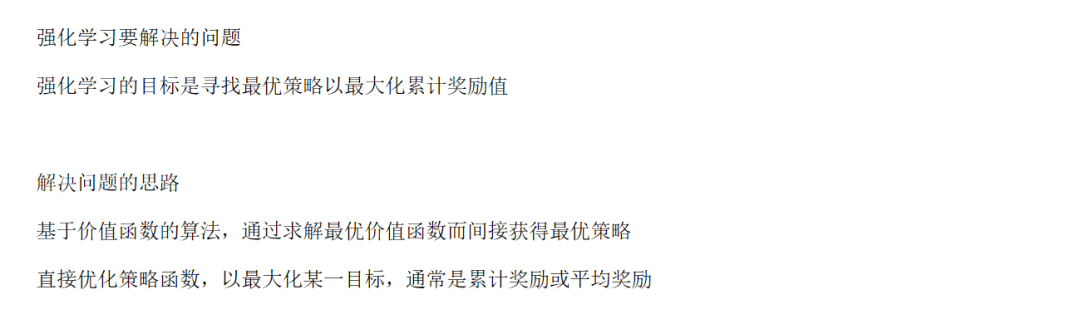 强化学习要解决的问题
强化学习的目标是寻找最优策略以最大化累计奖励值
解决问题的思路
基于价值函数的算法，通过求解最优价值函数而间接获得最优策略
直接优化策略函数，以最大化某一目标，通常是累计奖励或平均奖励